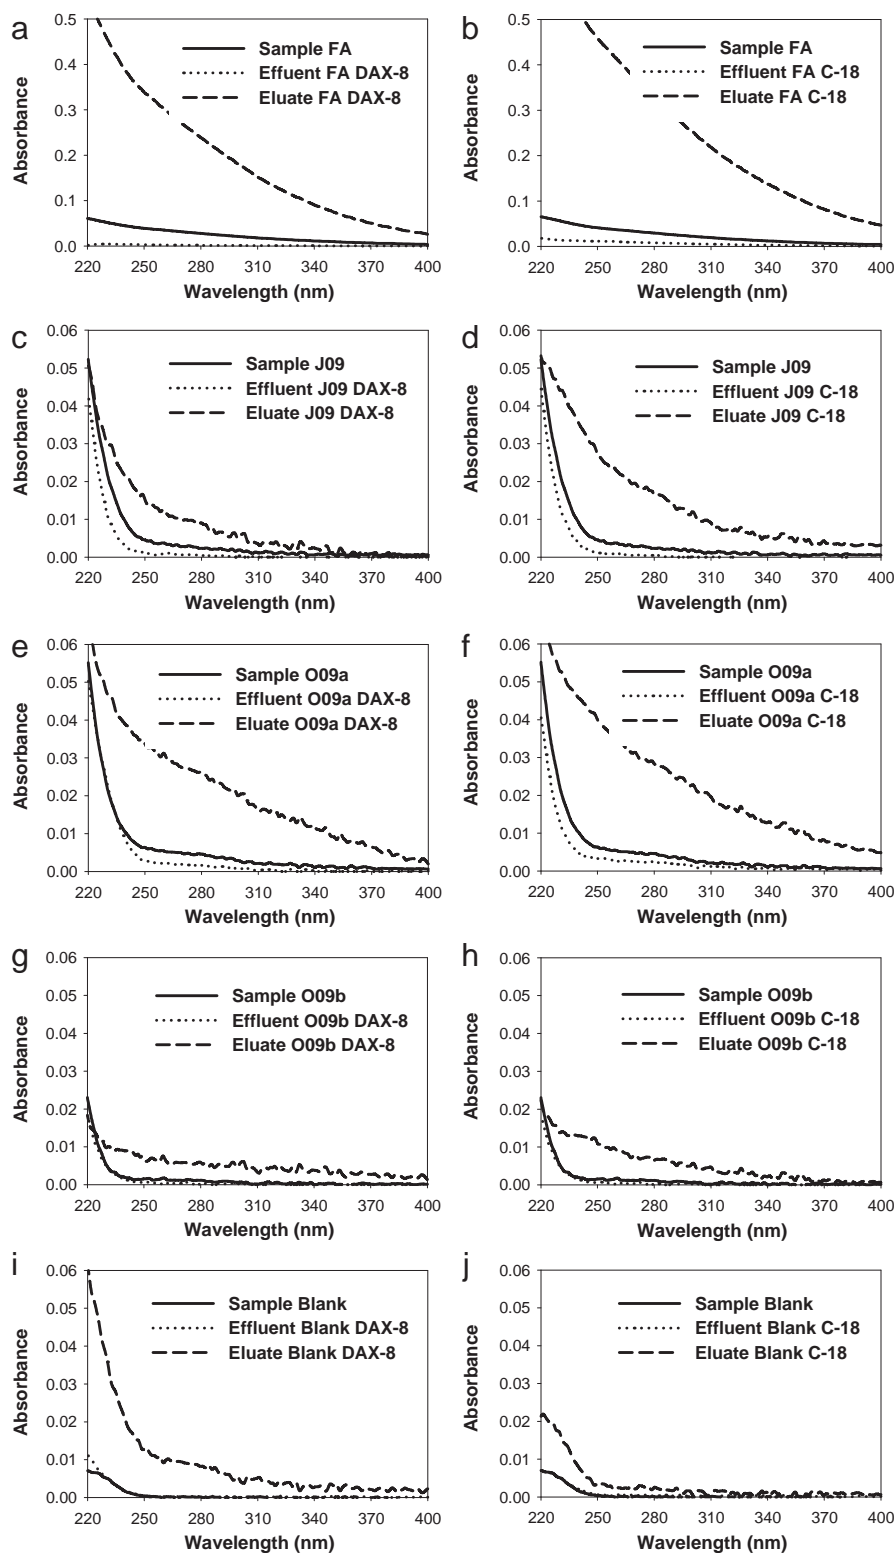 a
0.5
0.4
0.3
0.2
0.1
0.0
Absorbance
Sample FA
Effuent FA DAX-8
Eluate FA DAX-8
220 250 280 310 340 370 400
Wavelength (nm)
b
0.5
0.4
0.3
0.2
0.1
0.0
Absorbance
Sample FA
Effluent FA C-18
Eluate FA C-18
220 250 280 310 340 370 400
Wavelength (nm)
c
0.06
0.05
0.04
0.03
0.02
0.01
0.00
Absorbance
Sample J09
Effluent J09 DAX-8
Eluate J09 DAX-8
220 250 280 310 340 370 400
Wavelength (nm)
d
0.06
0.05
0.04
0.03
0.02
0.01
0.00
Absorbance
Sample J09
Effluent J09 C-18
Eluate J09 C-18
220 250 280 310 340 370 400
Wavelength (nm)
e
0.06
0.05
0.04
0.03
0.02
0.01
0.00
Absorbance
Sample O09a
Effluent O09a DAX-8
Eluate O09a DAX-8
220 250 280 310 340 370 400
Wavelength (nm)
f
0.06
0.05
0.04
0.03
0.02
0.01
0.00
Absorbance
Sample O09a
Effluent O09a C-18
Eluate O09a C-18
220 250 280 310 340 370 400
Wavelength (nm)
g
0.06
0.05
0.04
0.03
0.02
0.01
0.00
Absorbance
Sample O09b
Effluent O09b DAX-8
Eluate O09b DAX-8
220 250 280 310 340 370 400
Wavelength (nm)
h
0.06
0.05
0.04
0.03
0.02
0.01
0.00
Absorbance
Sample O09b
Effluent O09b C-18
Eluate O09b C-18
220 250 280 310 340 370 400
Wavelength (nm)
i
0.06
0.05
0.04
0.03
0.02
0.01
0.00
Absorbance
Sample Blank
Effluent Blank DAX-8
Eluate Blank DAX-8
220 250 280 310 340 370 400
Wavelength (nm)
j
0.06
0.05
0.04
0.03
0.02
0.01
0.00
Absorbance
Sample Blank
Effluent Blank C-18
Eluate Blank C-18
220 250 280 310 340 370 400
Wavelength (nm)